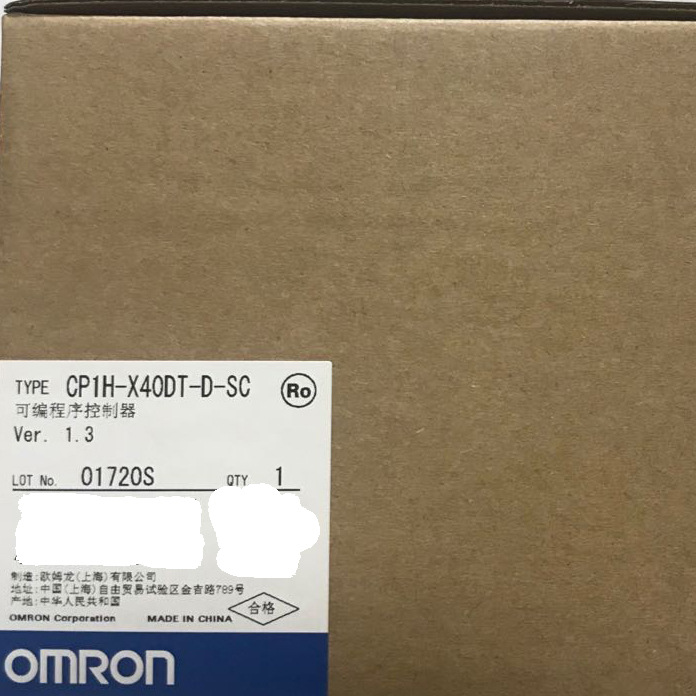 TYPE CP1H-X40DT-D-SC Ro
可编程序控制器
Ver. 1.3
LOT No. 01720S QTY 1
制造:欧姆龙(上海)有限公司
地址:中国(上海)自由贸易试验区金吉路789号
产地:中华人民共和国
合格
OMRON Corporation MADE IN CHINA
OMRON